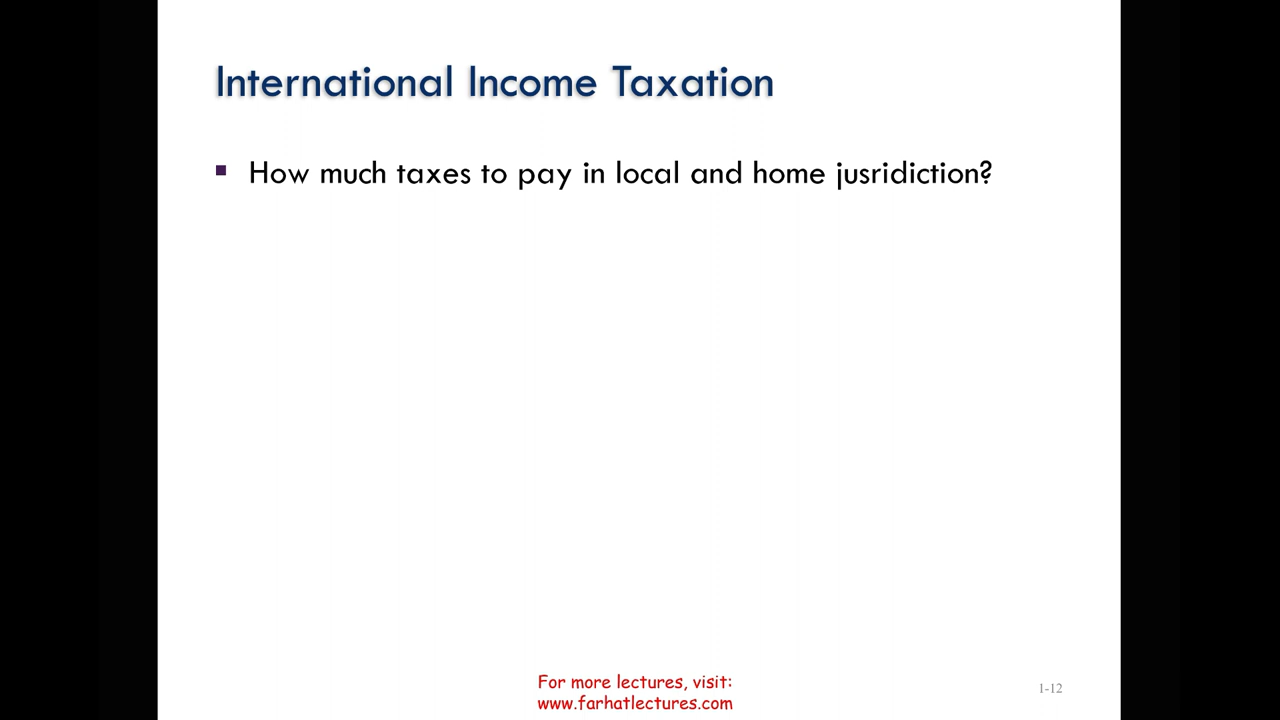 International Income Taxation
▪ How much taxes to pay in local and home jusridiction?
For more lectures, visit:
www.farhatlectures.com
1-12